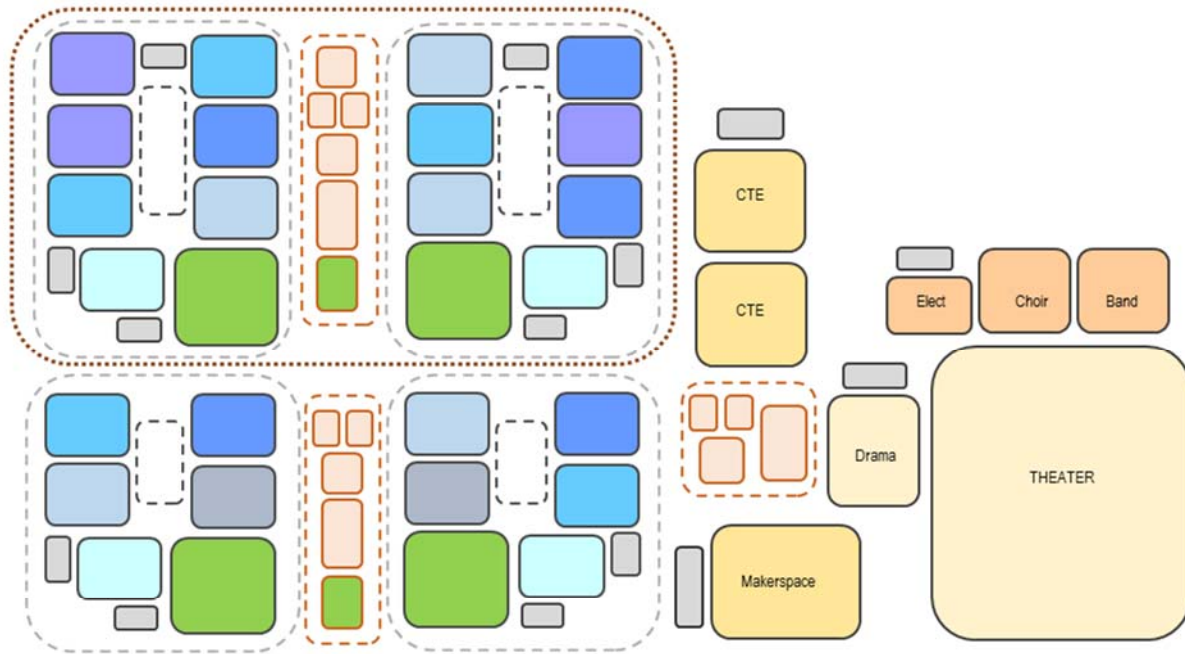 CTE
CTE
Elect
Choir
Band
Drama
THEATER
Makerspace